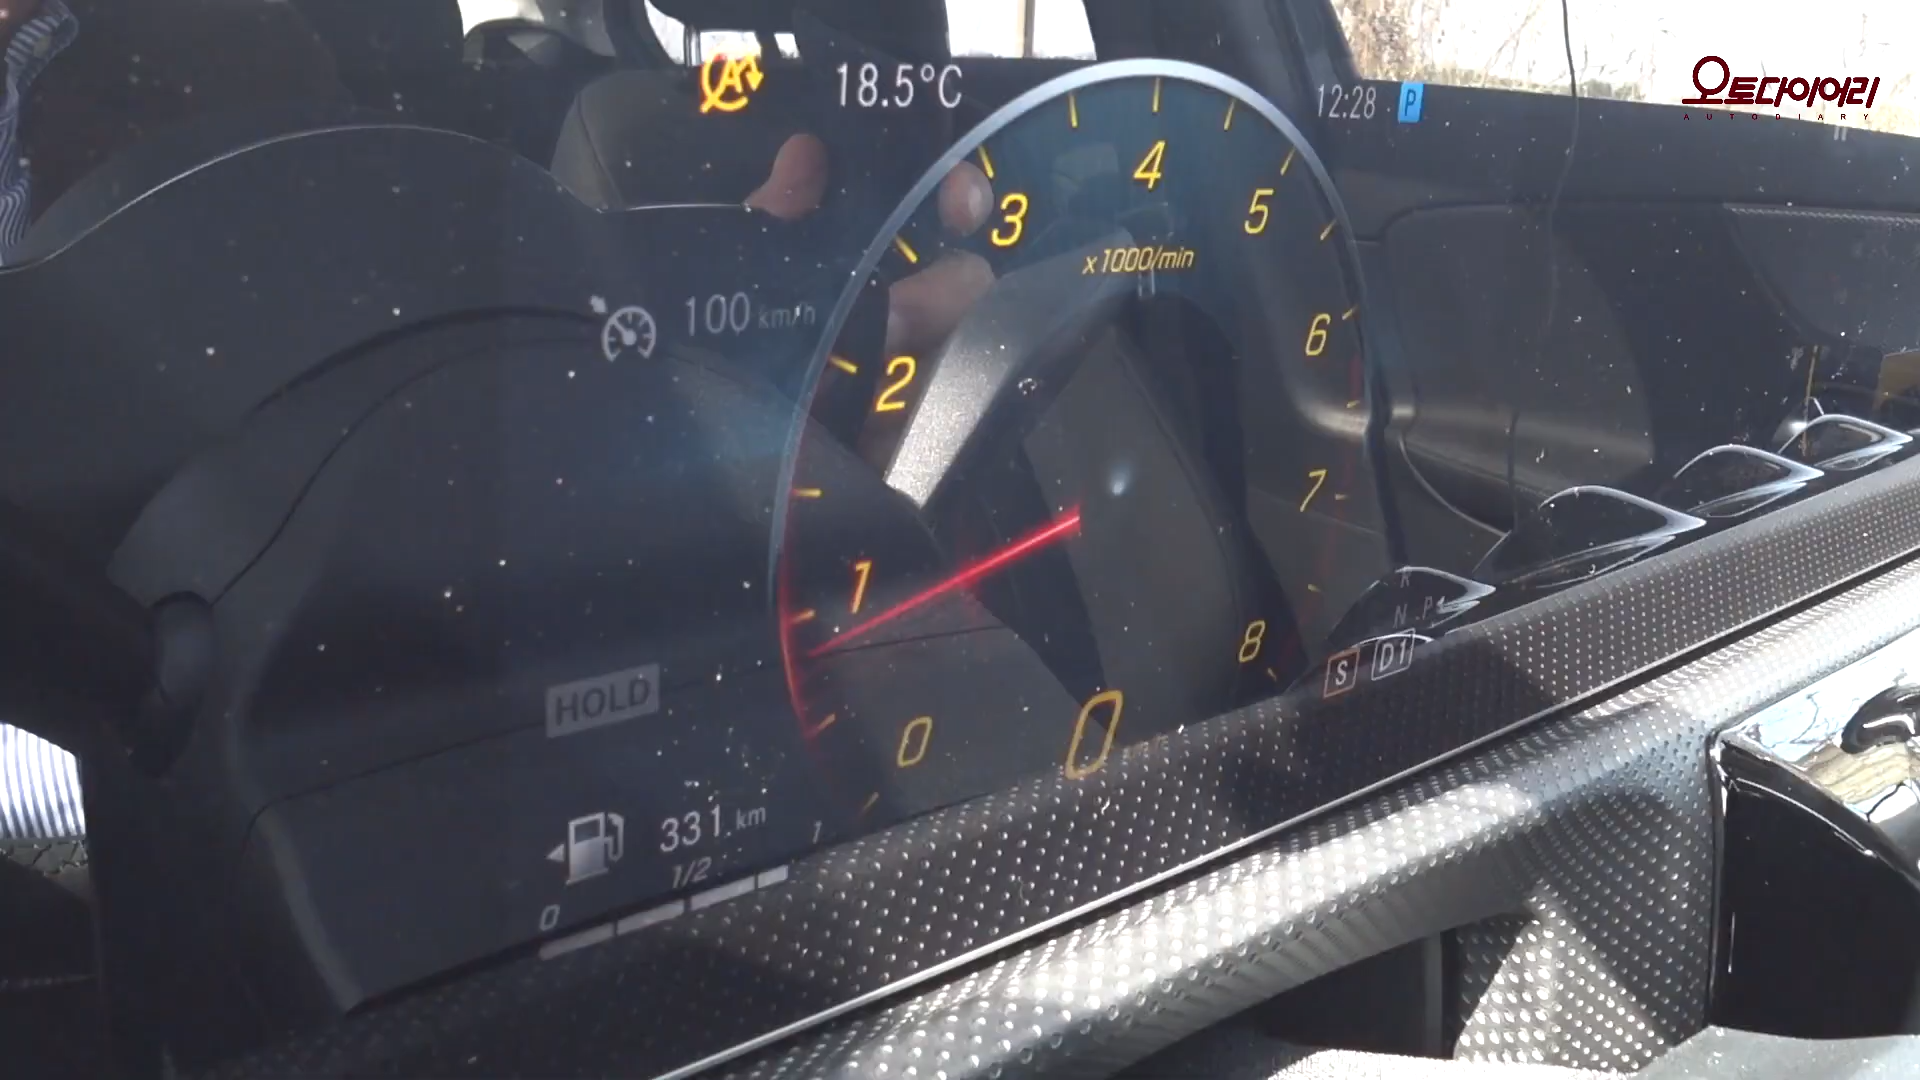 오토다이어리
AUTODIARY
18.5°C
12:28 P
4
3
5
x1000/min
100 km/h
6
2
7
1
8
R
N P
S D1
HOLD
0
0
331 km
1/2
1
0